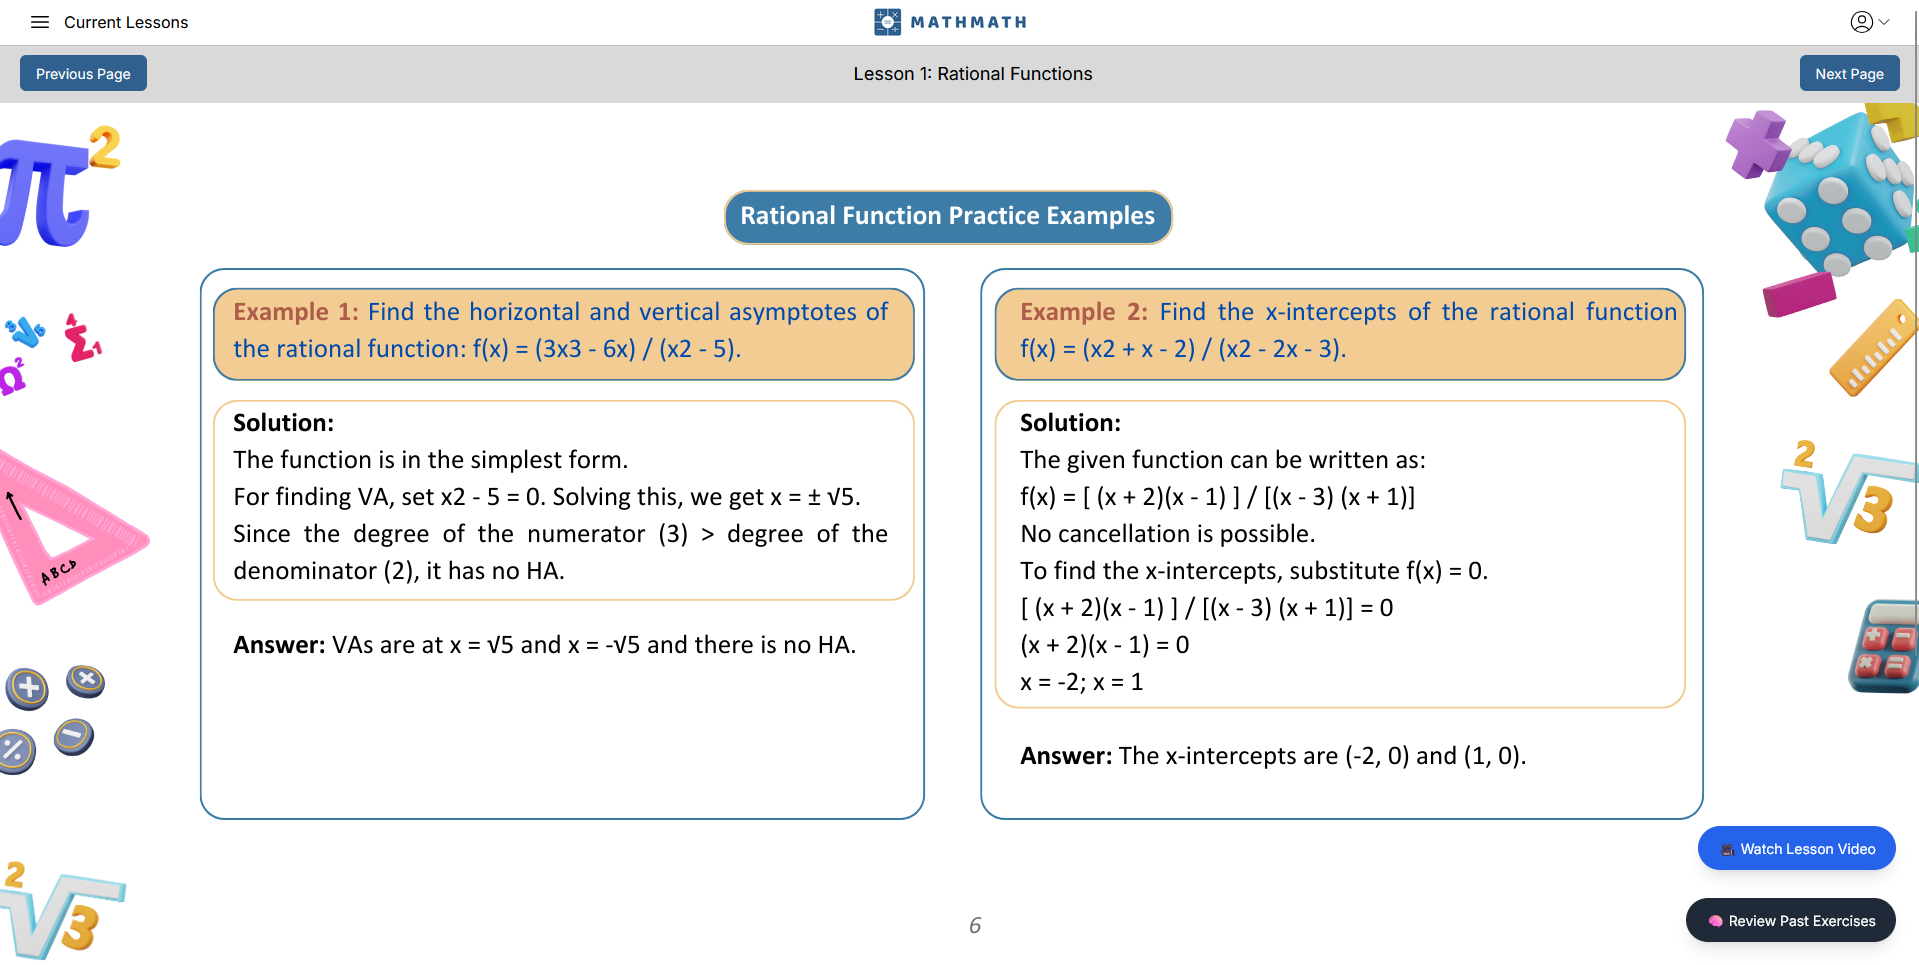 Current Lessons
MATHMATH
Previous Page
Lesson 1: Rational Functions
Next Page
Rational Function Practice Examples
Example 1: Find the horizontal and vertical asymptotes of
the rational function: f(x) = (3x3 - 6x) / (x2 - 5).
Solution:
The function is in the simplest form.
For finding VA, set x2 - 5 = 0. Solving this, we get x = ± √5.
Since the degree of the numerator (3) > degree of the
denominator (2), it has no HA.
Answer: VAs are at x = √5 and x = -√5 and there is no HA.
Example 2: Find the x-intercepts of the rational function
f(x) = (x2 + x - 2) / (x2 - 2x - 3).
Solution:
The given function can be written as:
f(x) = [ (x + 2)(x - 1) ] / [(x - 3) (x + 1)]
No cancellation is possible.
To find the x-intercepts, substitute f(x) = 0.
[ (x + 2)(x - 1) ] / [(x - 3) (x + 1)] = 0
(x + 2)(x - 1) = 0
x = -2; x = 1
Answer: The x-intercepts are (-2, 0) and (1, 0).
π2
Ω2
ABCD
2√3
2√3
Watch Lesson Video
6
Review Past Exercises